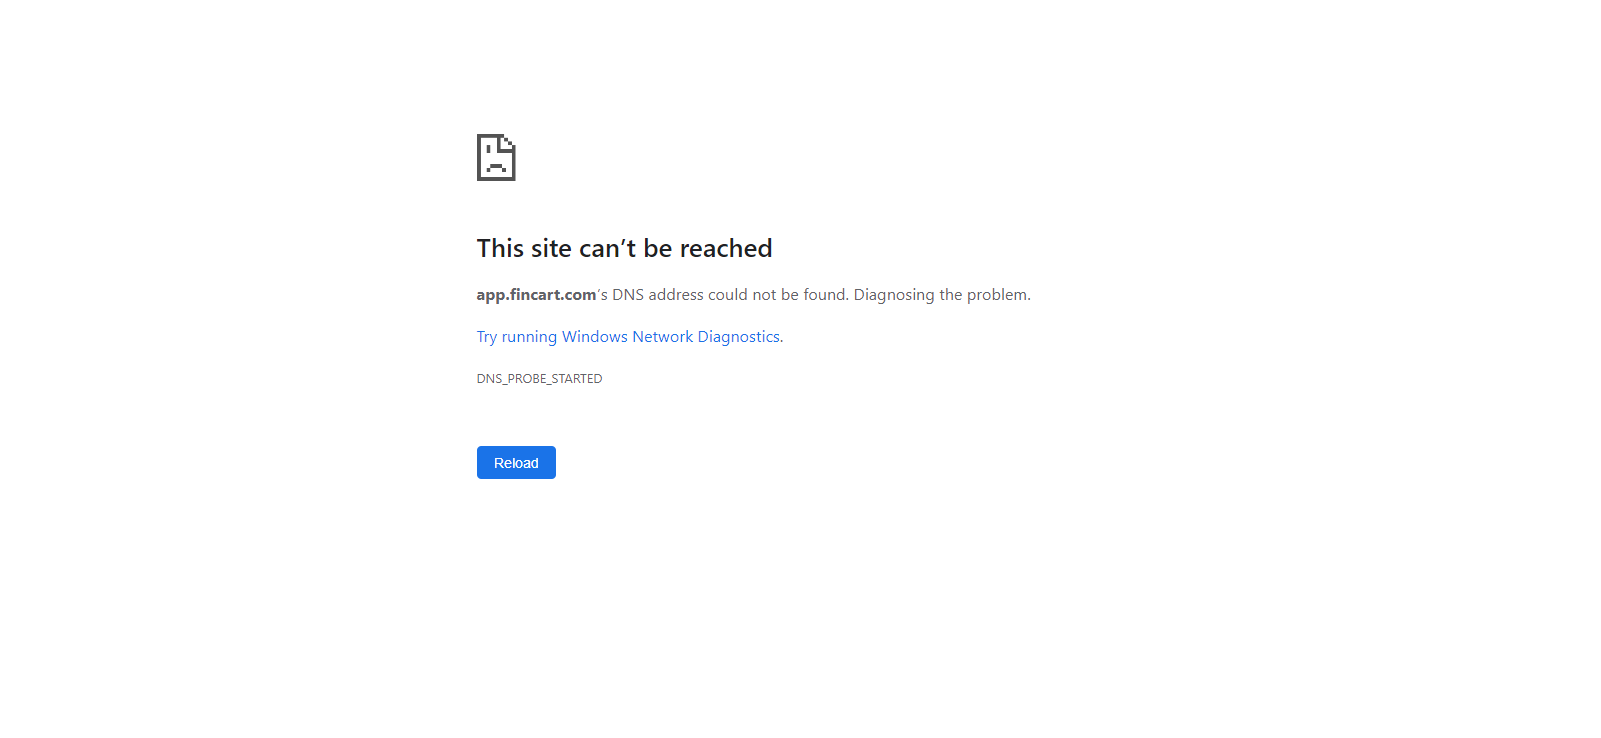 This site can’t be reached
app.fincart.com’s DNS address could not be found. Diagnosing the problem.
Try running Windows Network Diagnostics.
DNS_PROBE_STARTED
Reload